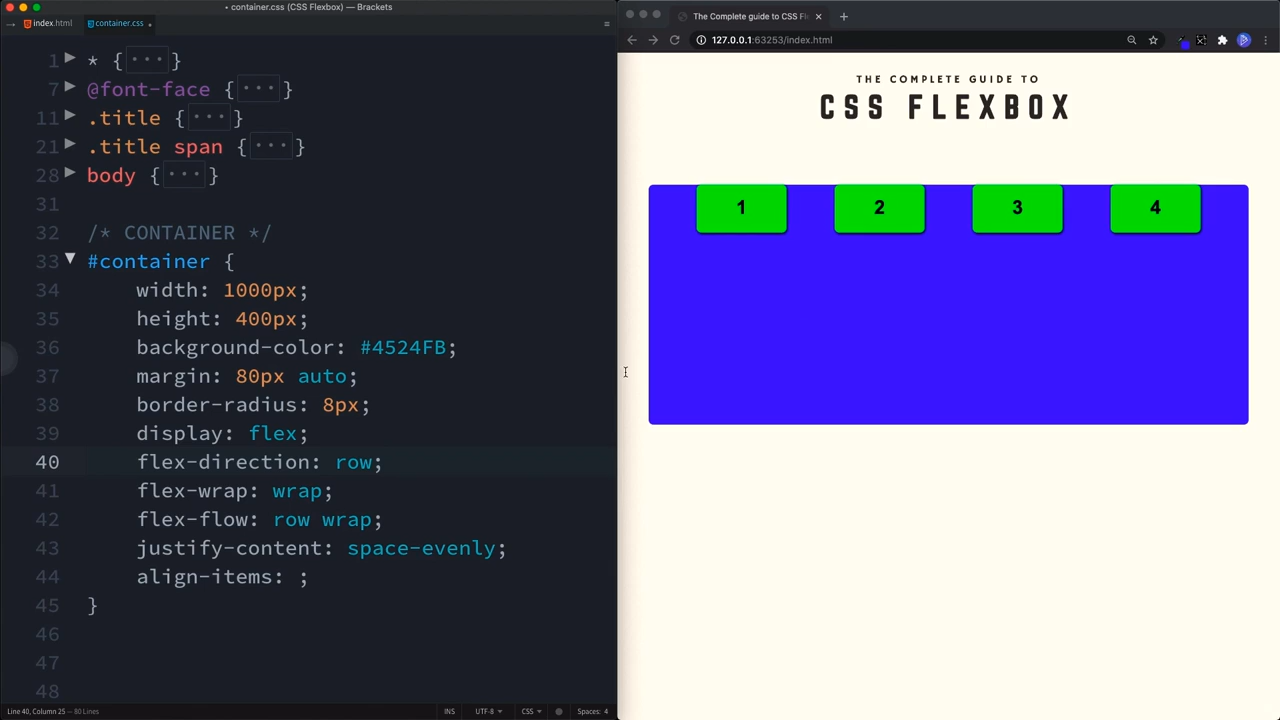 • container.css (CSS Flexbox) — Brackets
index.html
container.css •
1 * {•••}
7 @font-face {•••}
11 .title {•••}
21 .title span {•••}
28 body {•••}
31
32 /* CONTAINER */
33 #container {
34 width: 1000px;
35 height: 400px;
36 background-color: #4524FB;
37 margin: 80px auto;
38 border-radius: 8px;
39 display: flex;
40 flex-direction: row;
41 flex-wrap: wrap;
42 flex-flow: row wrap;
43 justify-content: space-evenly;
44 align-items: ;
45 }
46
47
48
Line 40, Column 25 — 80 Lines
INS UTF-8 CSS Spaces: 4
The Complete guide to CSS Fle
127.0.0.1:63253/index.html
THE COMPLETE GUIDE TO
CSS FLEXBOX
1 2 3 4